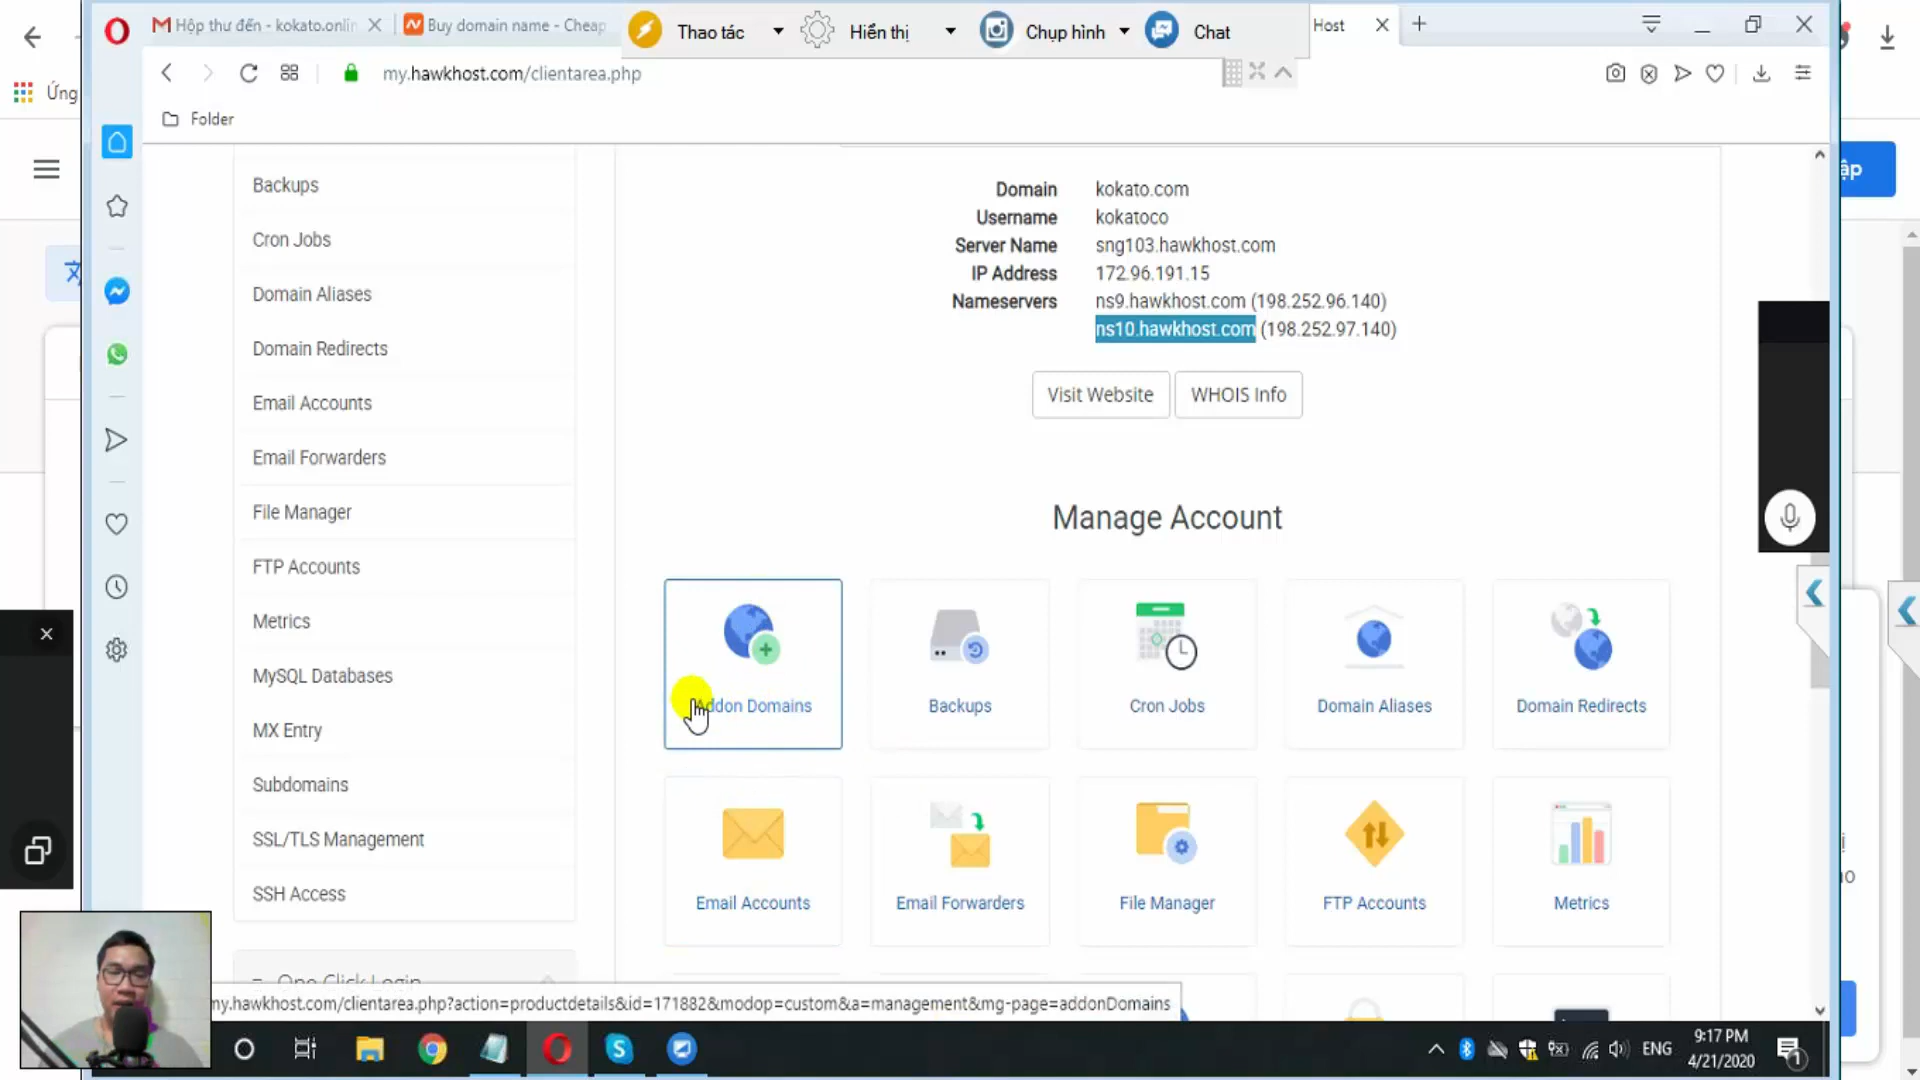 Hộp thư đến - kokato.onlin
Buy domain name - Cheap
Thao tác
Hiển thị
Chụp hình
Chat
Host
my.hawkhost.com/clientarea.php
Ứng
Folder
Backups
Cron Jobs
Domain Aliases
Domain Redirects
Email Accounts
Email Forwarders
File Manager
FTP Accounts
Metrics
MySQL Databases
MX Entry
Subdomains
SSL/TLS Management
SSH Access
One Click Login
Domain kokato.com
Username kokatoco
Server Name sng103.hawkhost.com
IP Address 172.96.191.15
Nameservers ns9.hawkhost.com (198.252.96.140)
ns10.hawkhost.com (198.252.97.140)
Visit Website WHOIS Info
Manage Account
Addon Domains Backups Cron Jobs Domain Aliases Domain Redirects
Email Accounts Email Forwarders File Manager FTP Accounts Metrics
my.hawkhost.com/clientarea.php?action=productdetails&id=171882&modop=custom&a=management&mg-page=addonDomains
ENG
9:17 PM
4/21/2020
1